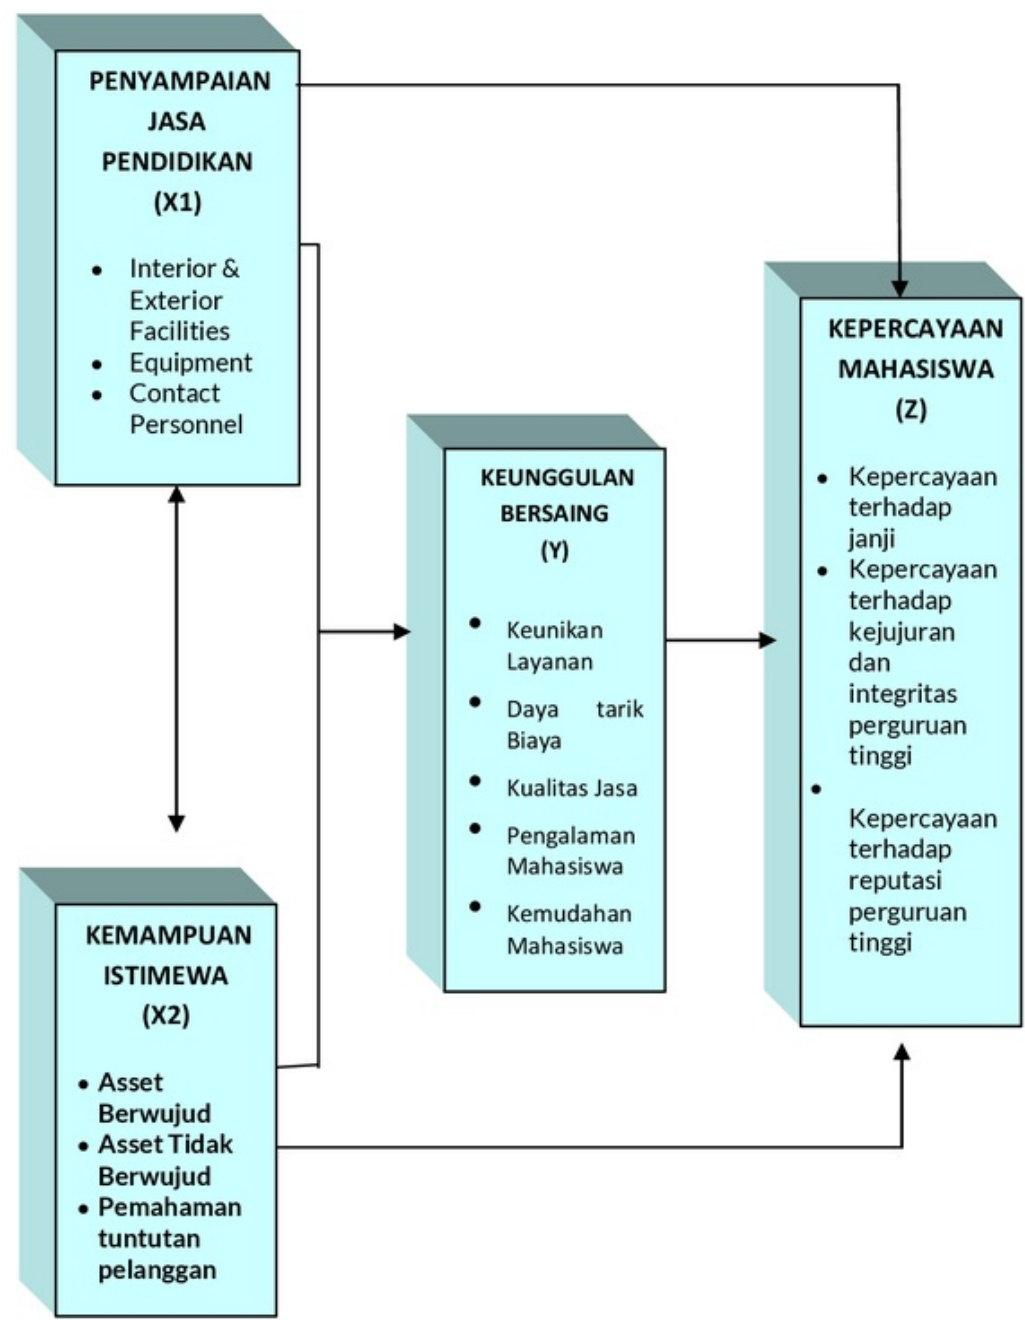 PENYAMPAIAN
JASA
PENDIDIKAN
(X1)
• Interior &
Exterior
Facilities
• Equipment
• Contact
Personnel
KEMAMPUAN
ISTIMEWA
(X2)
• Asset
Berwujud
• Asset Tidak
Berwujud
• Pemahaman
tuntutan
pelanggan
KEUNGGULAN
BERSAING
(Y)
• Keunikan
Layanan
• Daya tarik
Biaya
• Kualitas Jasa
• Pengalaman
Mahasiswa
• Kemudahan
Mahasiswa
KEPERCAYAAN
MAHASISWA
(Z)
• Kepercayaan
terhadap
janji
• Kepercayaan
terhadap
kejujuran
dan
integritas
perguruan
tinggi
•
Kepercayaan
terhadap
reputasi
perguruan
tinggi